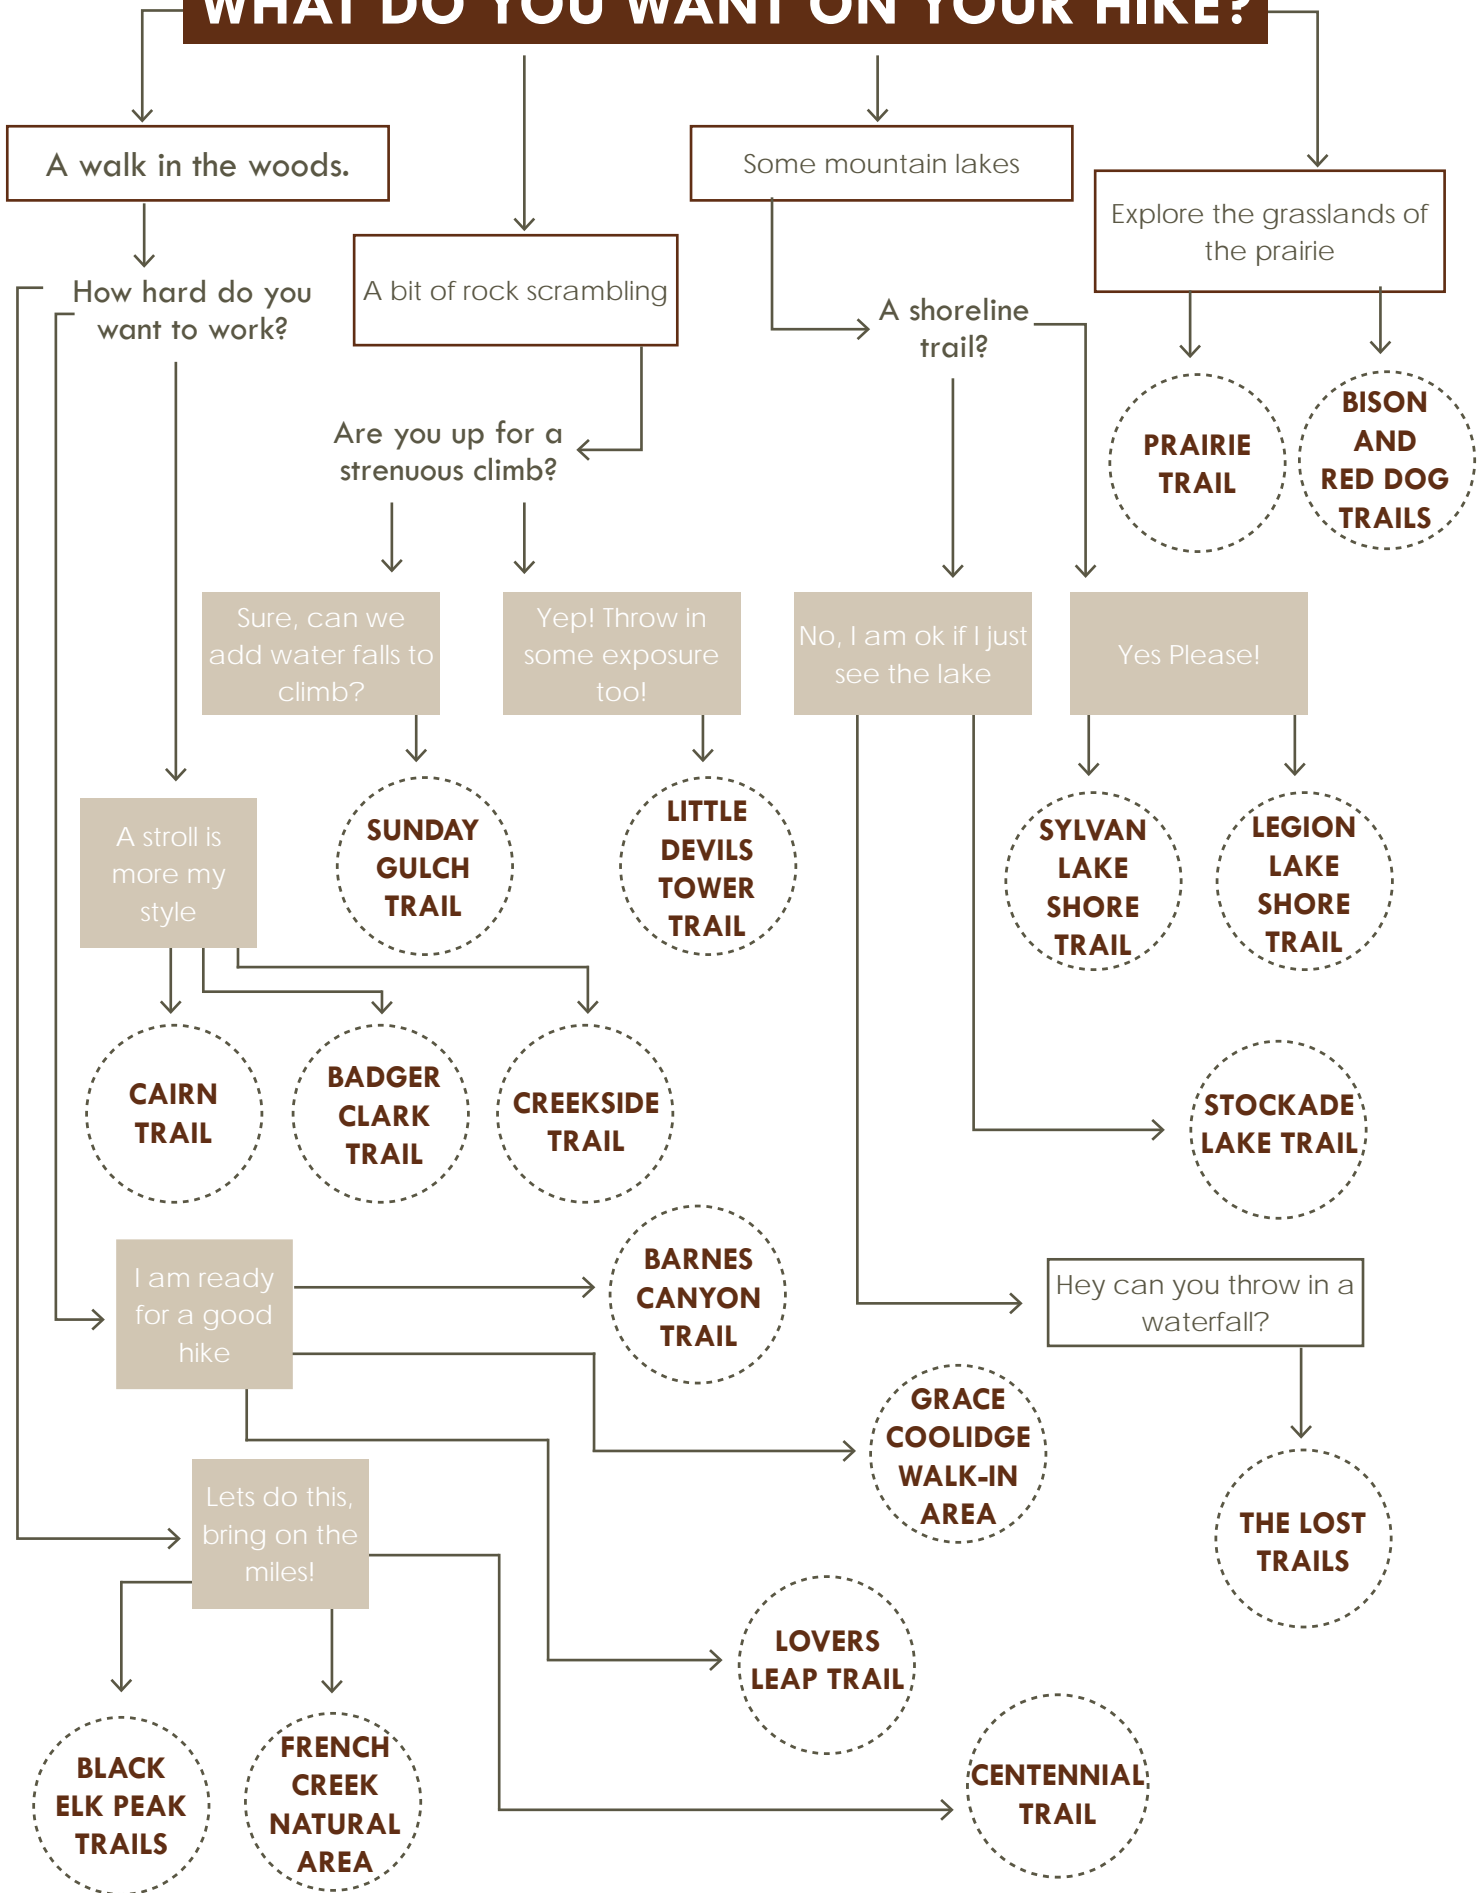 WHAT DO YOU WANT ON YOUR HIKE?
A walk in the woods.
Some mountain lakes
Explore the grasslands of
the prairie
A bit of rock scrambling
How hard do you
want to work?
A shoreline
trail?
Are you up for a
strenuous climb?
PRAIRIE
TRAIL
BISON
AND
RED DOG
TRAILS
Sure, can we
add water falls to
climb?
Yep! Throw in
some exposure
too!
No, I am ok if I just
see the lake
Yes Please!
A stroll is
more my
style
SUNDAY
GULCH
TRAIL
LITTLE
DEVILS
TOWER
TRAIL
SYLVAN
LAKE
SHORE
TRAIL
LEGION
LAKE
SHORE
TRAIL
CAIRN
TRAIL
BADGER
CLARK
TRAIL
CREEKSIDE
TRAIL
STOCKADE
LAKE TRAIL
I am ready
for a good
hike
BARNES
CANYON
TRAIL
Hey can you throw in a
waterfall?
GRACE
COOLIDGE
WALK-IN
AREA
Lets do this,
bring on the
miles!
THE LOST
TRAILS
LOVERS
LEAP TRAIL
BLACK
ELK PEAK
TRAILS
FRENCH
CREEK
NATURAL
AREA
CENTENNIAL
TRAIL